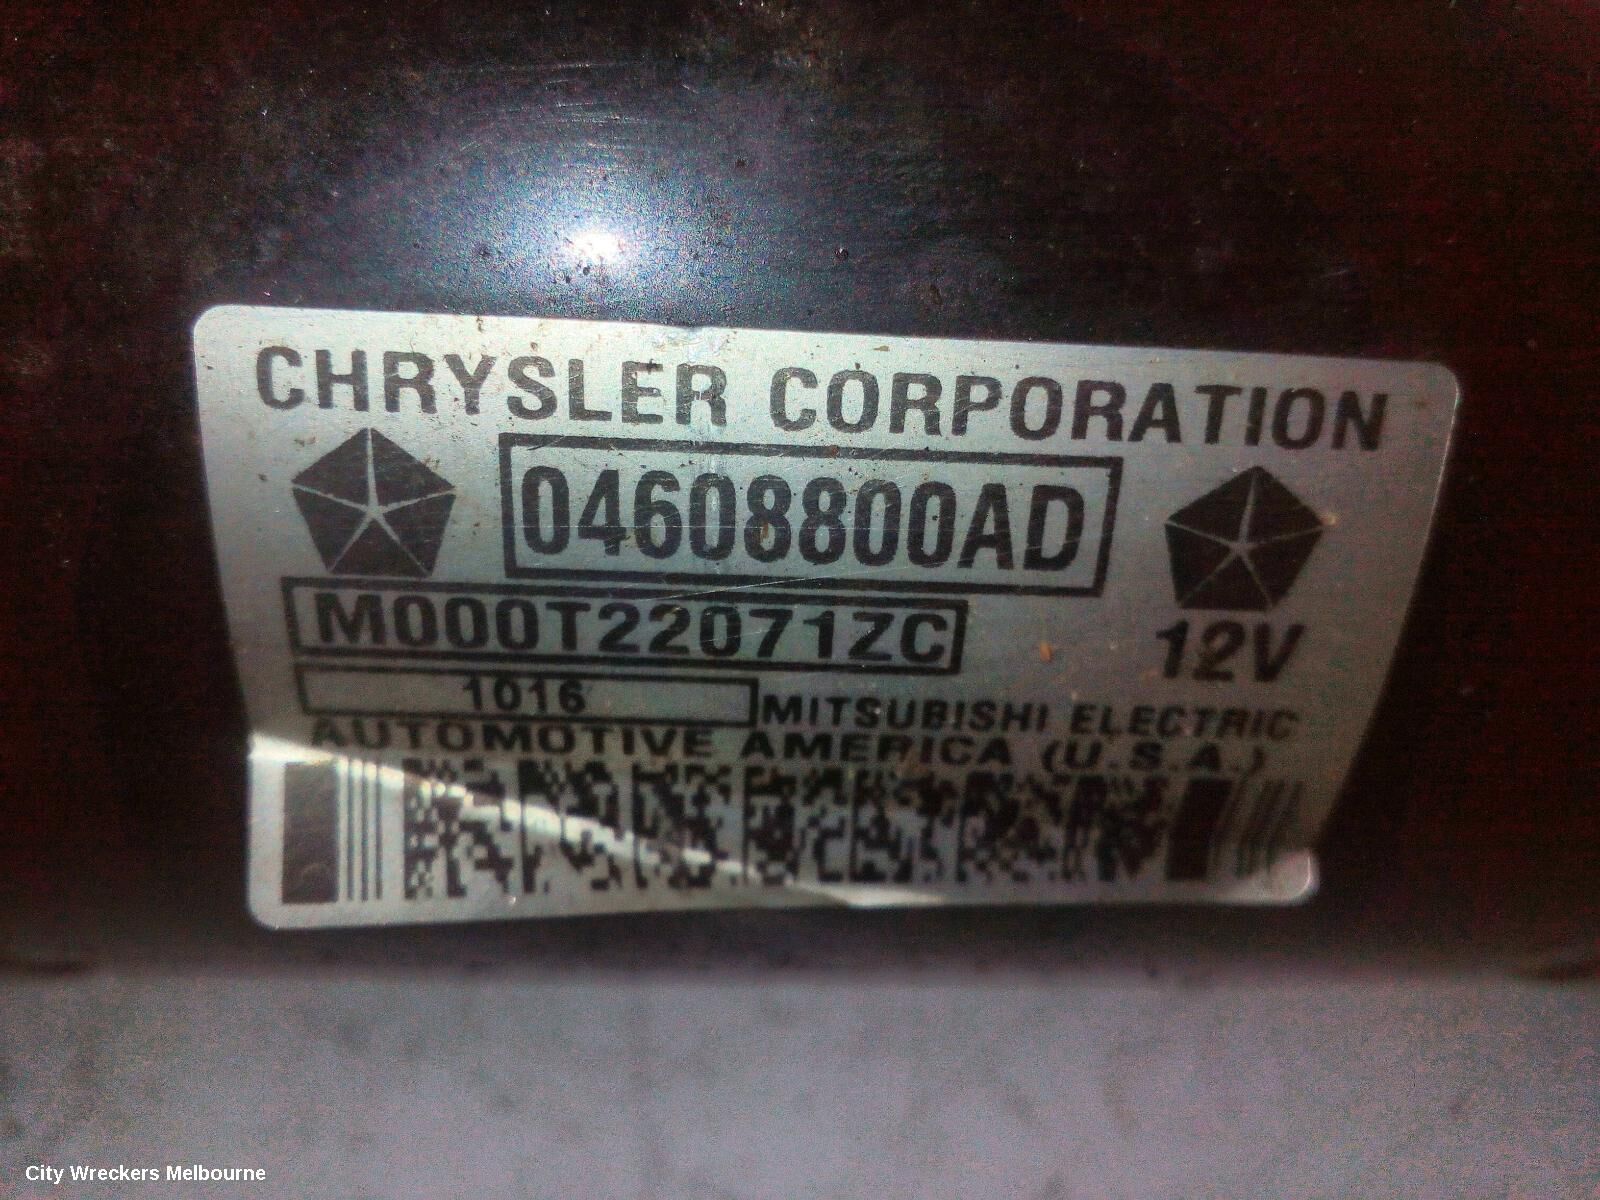 CHRYSLER CORPORATION
04608800AD
M000T22071ZC
12V
1016 MITSUBISHI ELECTRIC
AUTOMOTIVE AMERICA (U.S.A.)
City Wreckers Melbourne